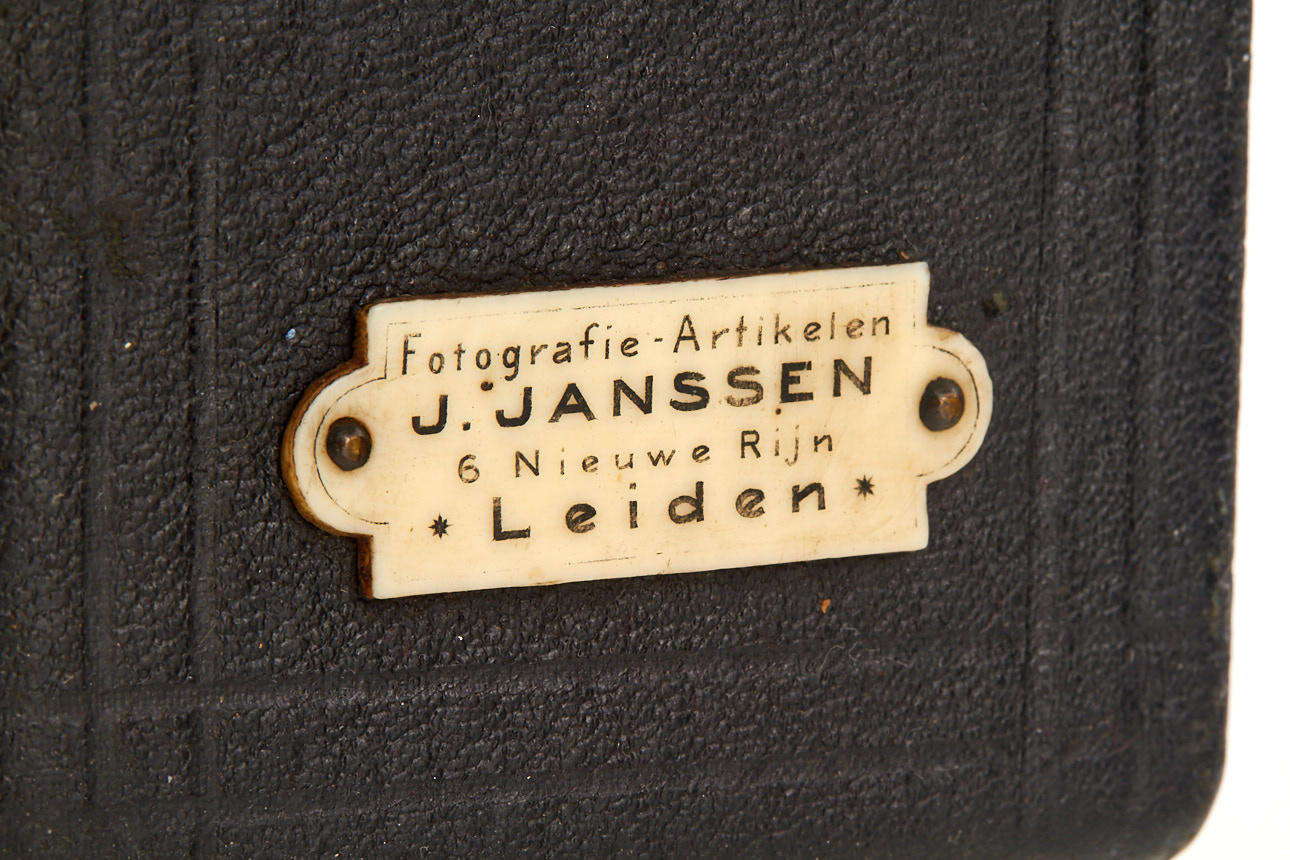 Fotografie-Artikelen
J. JANSSEN
6 Nieuwe Rijn
Leiden